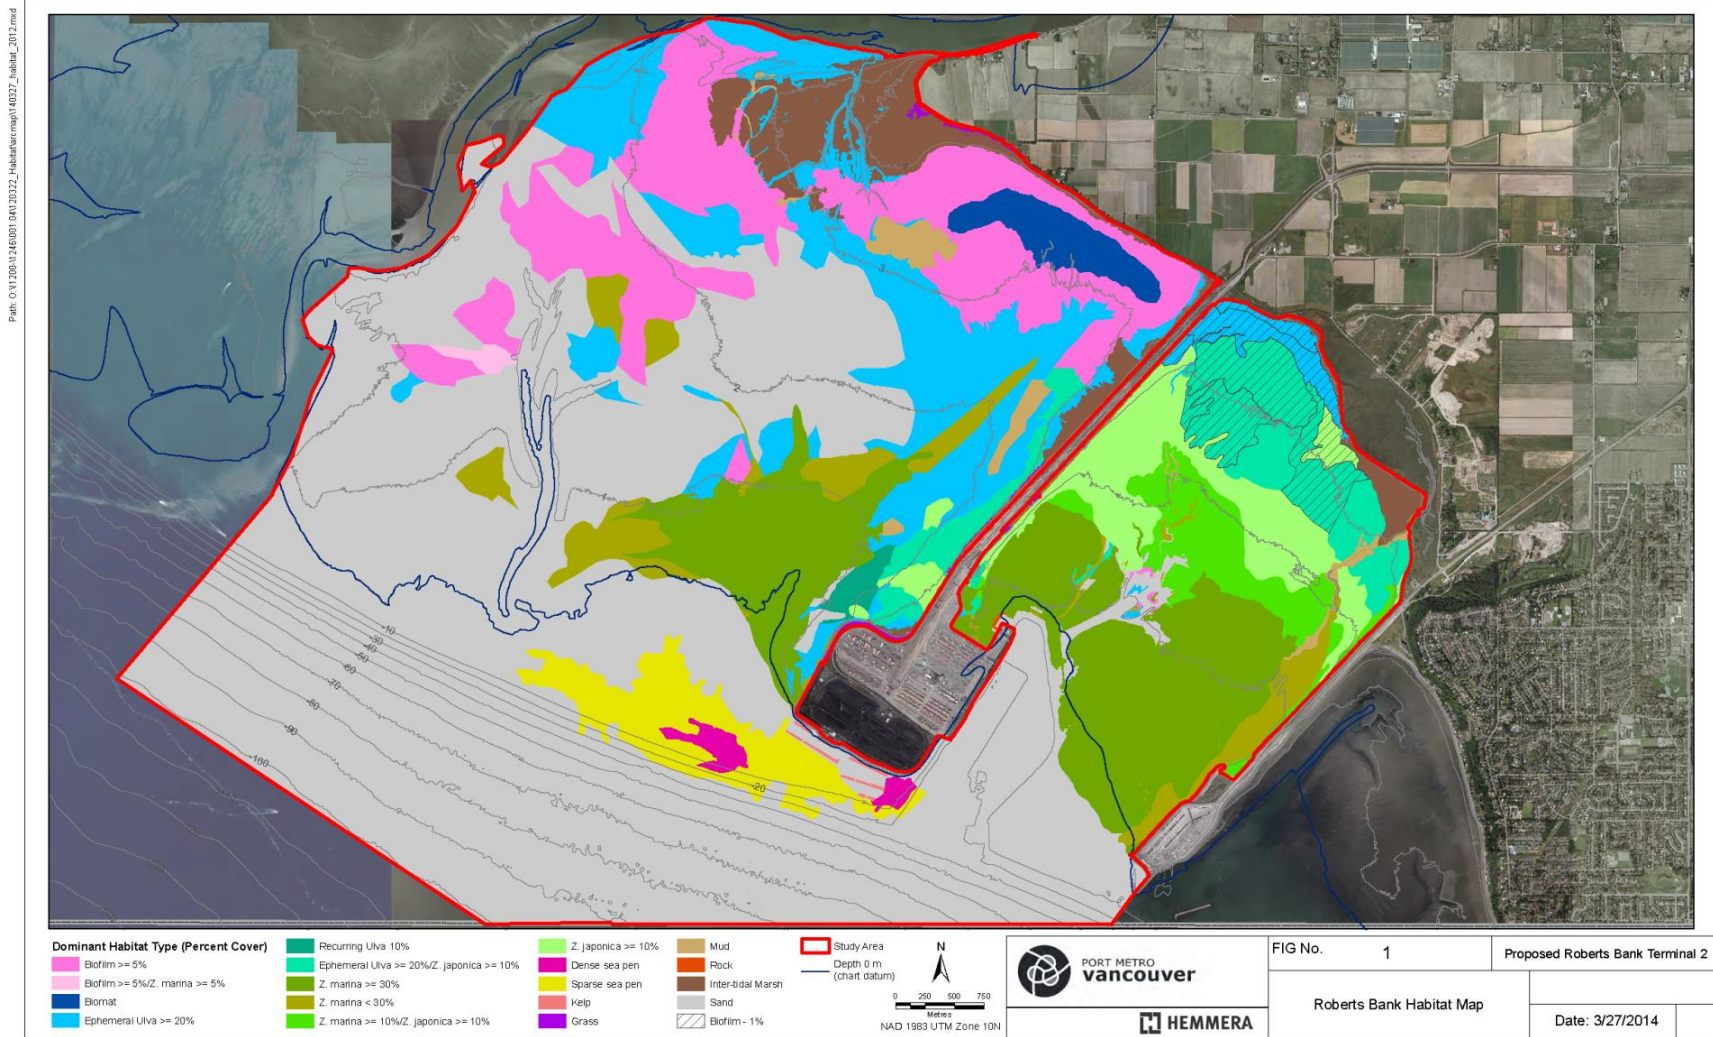 Path: O:\!1200-\1246\001.04\120322_Habitat\arcmap\140327_habitat_2012.mxd
3
2
-10
-30
-40
-50
-60
-70
-80
-90
-100
-20
Dominant Habitat Type (Percent Cover)
Biofilm >= 5%
Biofilm >= 5%/Z. marina >= 5%
Biomat
Ephemeral Ulva >= 20%
Recurring Ulva 10%
Ephemeral Ulva >= 20%/Z. japonica >= 10%
Z. marina >= 30%
Z. marina < 30%
Z. marina >= 10%/Z. japonica >= 10%
Z. japonica >= 10%
Dense sea pen
Sparse sea pen
Kelp
Grass
Mud
Rock
Inter-tidal Marsh
Sand
Biofilm - 1%
Study Area
Depth 0 m
(chart datum)
N
0 250 500 750
Metres
NAD 1983 UTM Zone 10N
PORT METRO
vancouver
HEMMERA
FIG No. 1
Proposed Roberts Bank Terminal 2
Roberts Bank Habitat Map
Date: 3/27/2014